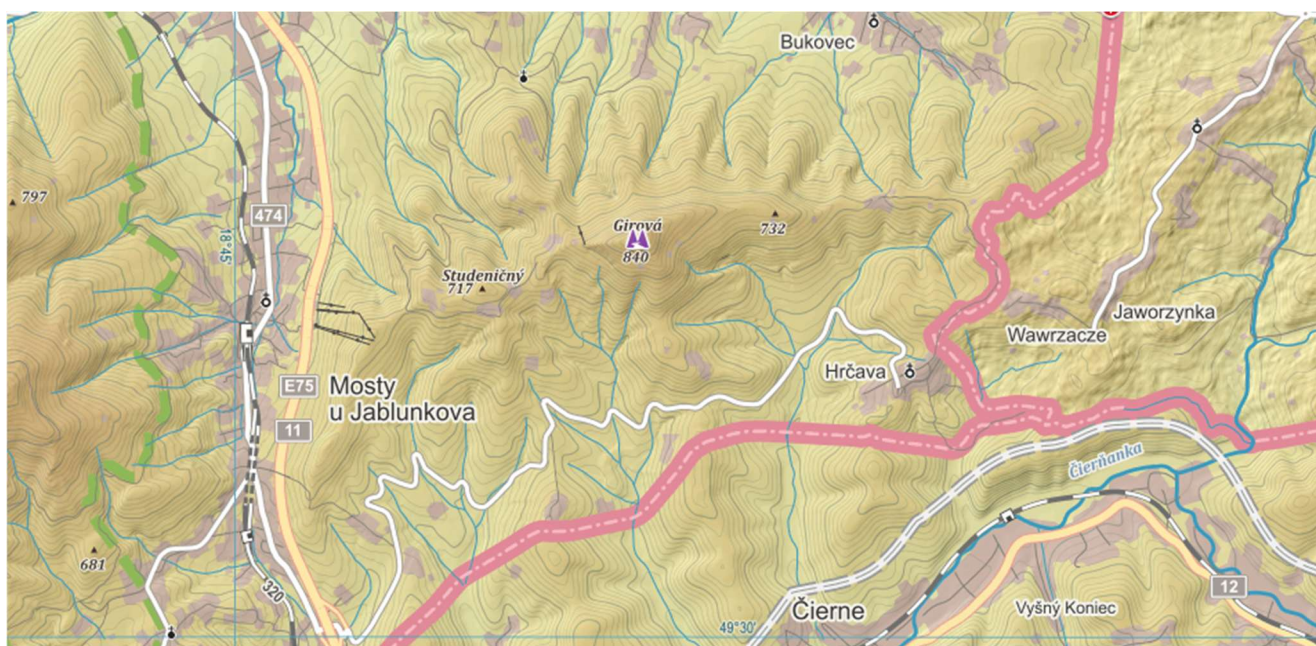 Bukovec
797
474
18°45'
Girová
840
732
Studeničný
717
Jaworzynka
Wawrzacze
Hrčava
E75
Mosty
u Jablunkova
11
Čierňanka
681
320
12
Čierne
Vyšný Koniec
49°30'